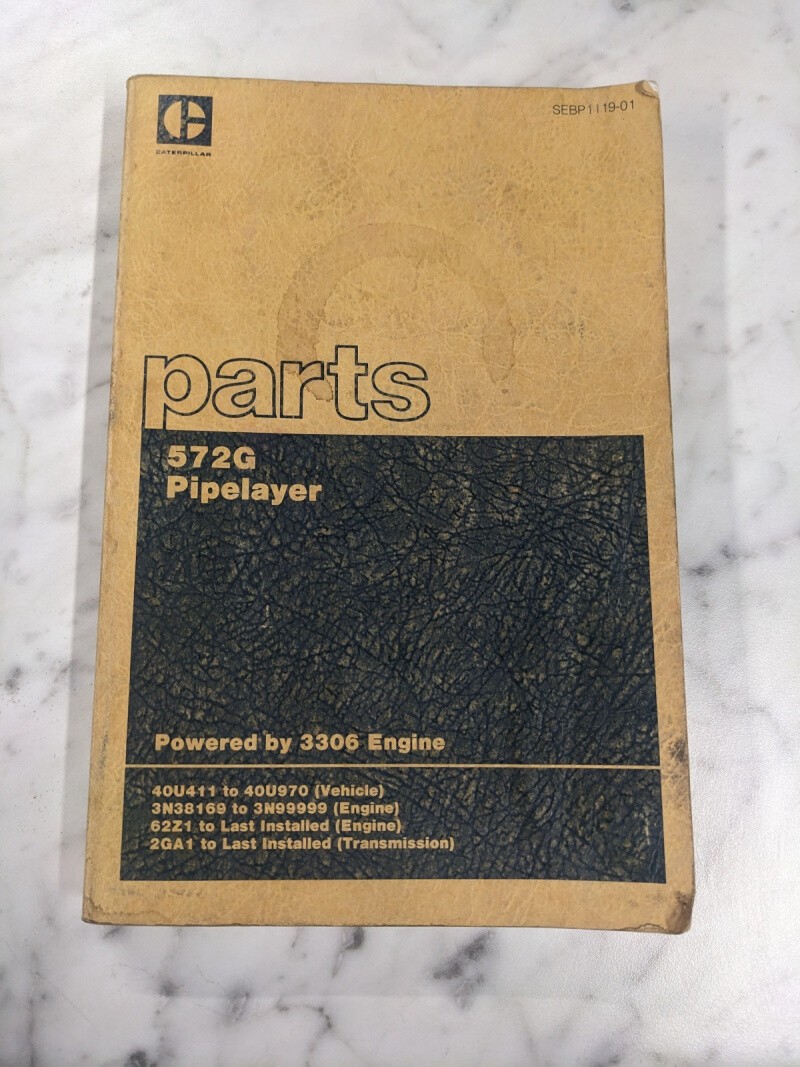 CATERPILLAR
SEBP1119-01
parts
572G
Pipelayer
Powered by 3306 Engine
40U411 to 40U970 (Vehicle)
3N38169 to 3N99999 (Engine)
62Z1 to Last Installed (Engine)
2GA1 to Last Installed (Transmission)